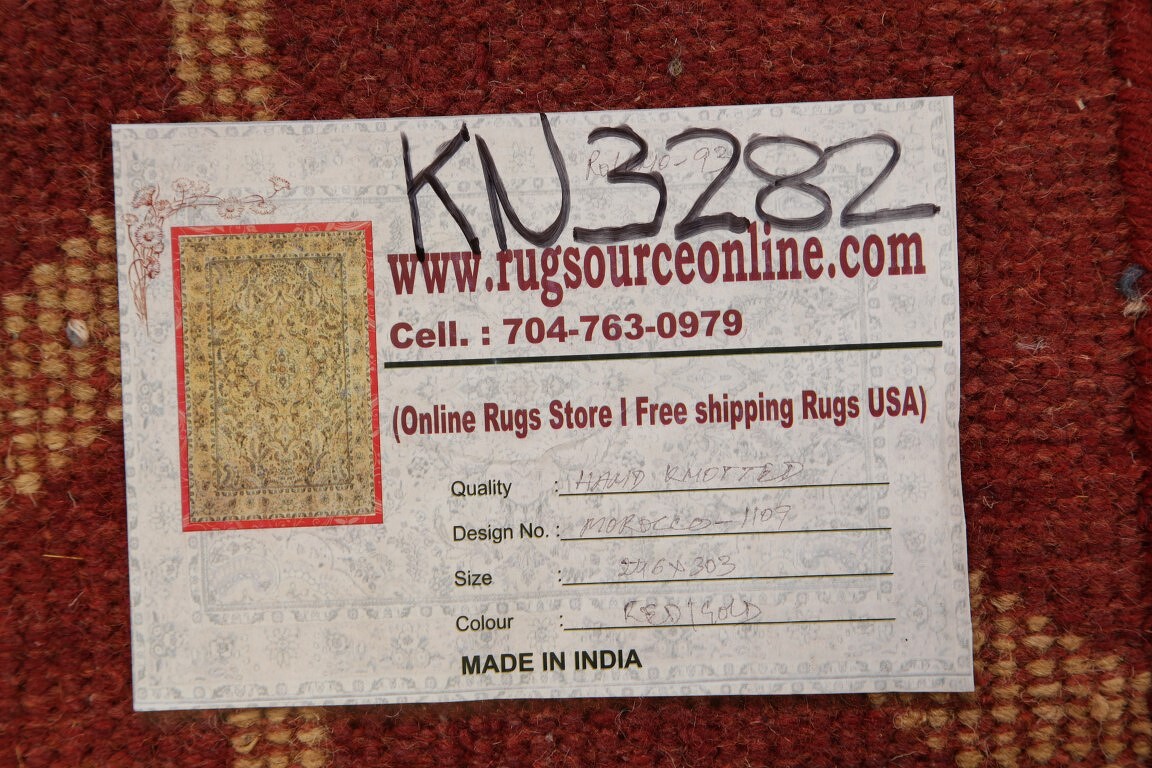 KN3282
www.rugsourceonline.com
Cell. : 704-763-0979
(Online Rugs Store I Free shipping Rugs USA)
Quality : HAND KNOTTED
Design No. : MOROCCO-1109
Size : 246X303
Colour : RED/GOLD
MADE IN INDIA